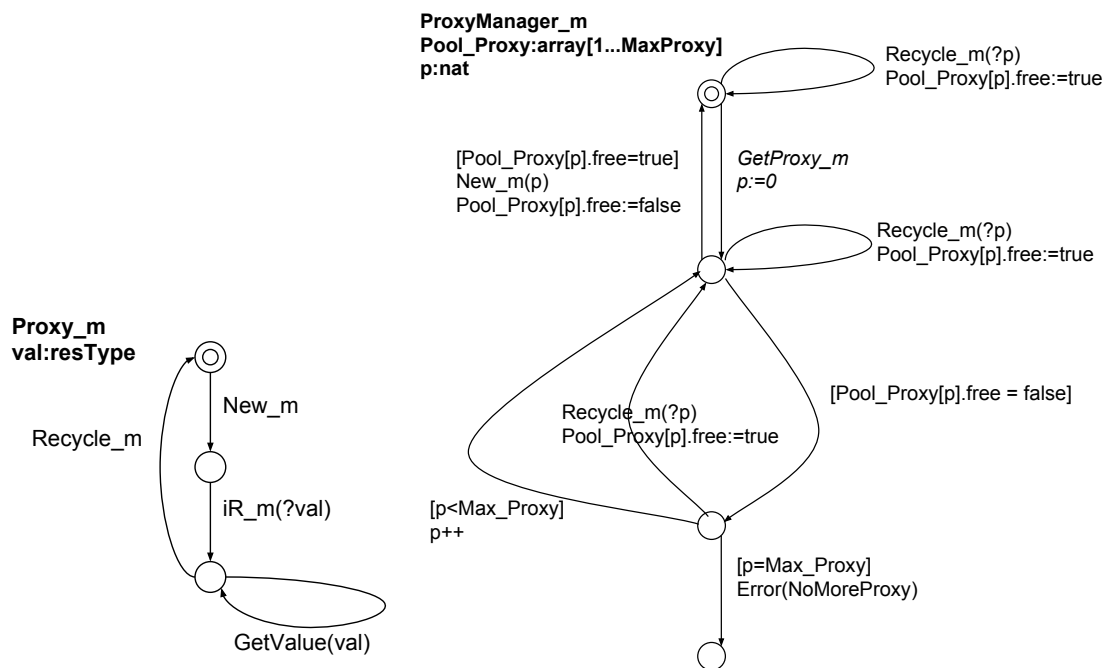 ProxyManager_m
Pool_Proxy:array[1...MaxProxy]
p:nat
Recycle_m(?p)
Pool_Proxy[p].free:=true
[Pool_Proxy[p].free=true]
New_m(p)
Pool_Proxy[p].free:=false
GetProxy_m
p:=0
Recycle_m(?p)
Pool_Proxy[p].free:=true
Proxy_m
val:resType
New_m
Recycle_m
iR_m(?val)
GetValue(val)
[Pool_Proxy[p].free = false]
Recycle_m(?p)
Pool_Proxy[p].free:=true
[p<Max_Proxy]
p++
[p=Max_Proxy]
Error(NoMoreProxy)